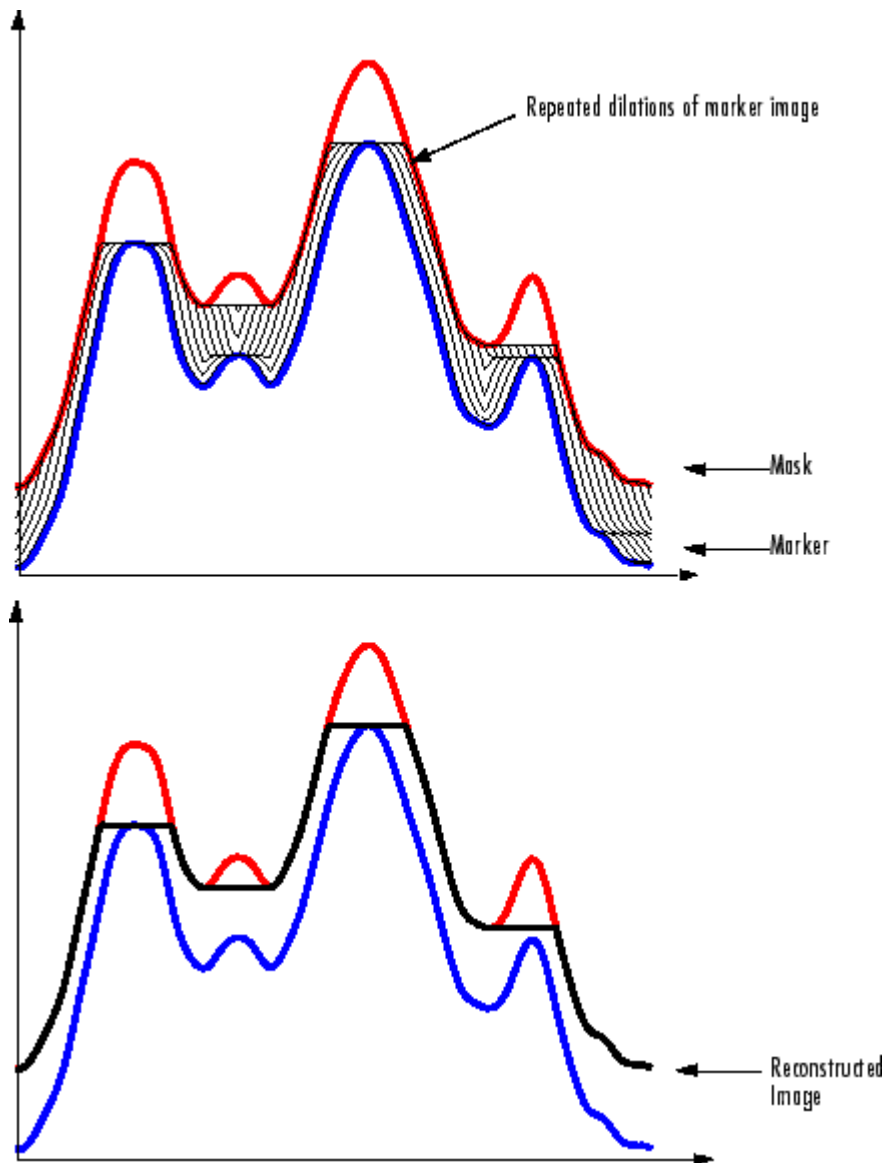 Repeated dilations of marker image
Mask
Marker
Reconstructed
Image